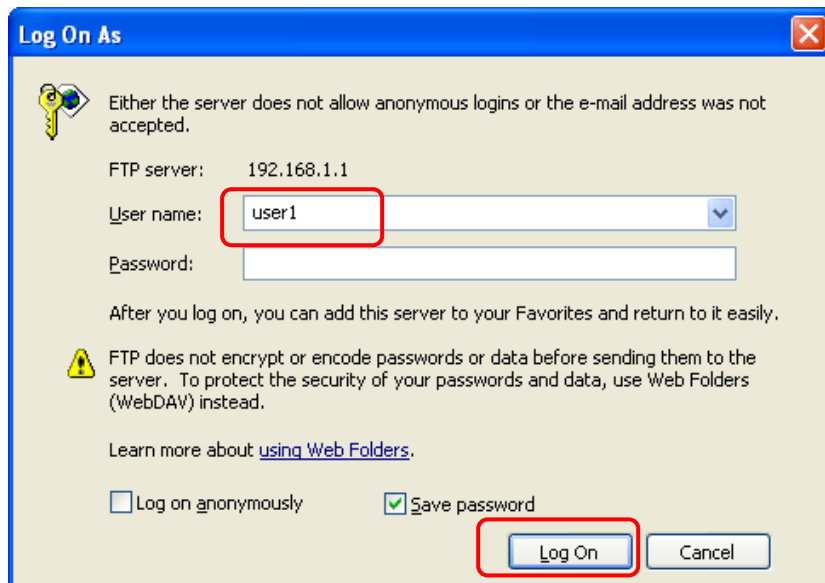 Log On As
Either the server does not allow anonymous logins or the e-mail address was not
accepted.
FTP server: 192.168.1.1
User name: user1
Password:
After you log on, you can add this server to your Favorites and return to it easily.
FTP does not encrypt or encode passwords or data before sending them to the
server. To protect the security of your passwords and data, use Web Folders
(WebDAV) instead.
Learn more about using Web Folders.
Log on anonymously Save password
Log On Cancel